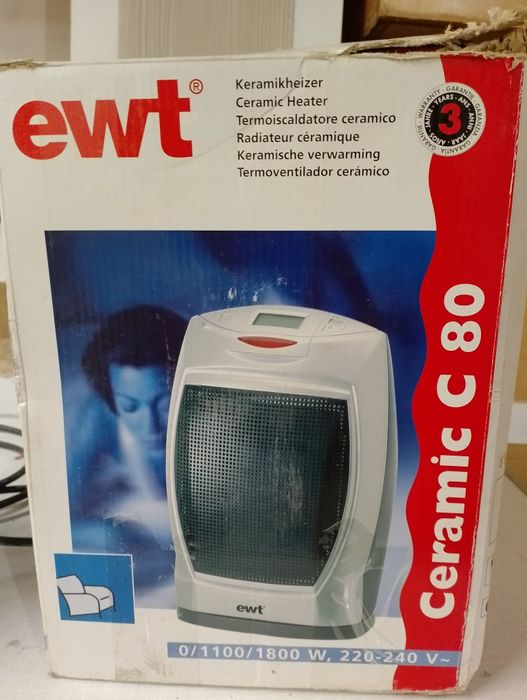 ewt®
Keramikheizer
Ceramic Heater
Termoiscaldatore ceramico
Radiateur céramique
Keramische verwarming
Termoventilador cerámico
3
Ceramic C 80
ewt
0/1100/1800 W, 220-240 V~